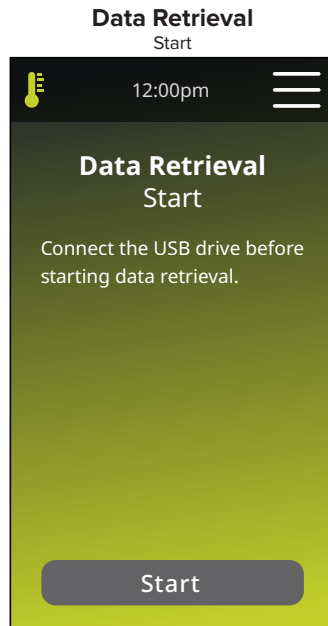 Data Retrieval
Start
12:00pm
Data Retrieval
Start
Connect the USB drive before
starting data retrieval.
Start